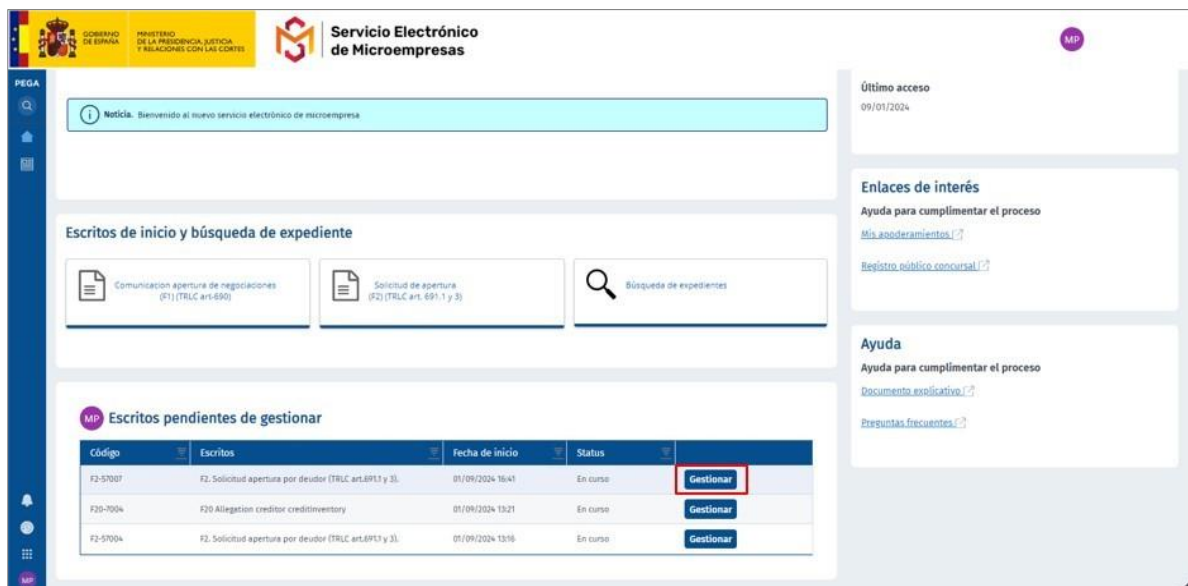 GOBIERNO
DE ESPAÑA
MINISTERIO
DE LA PRESIDENCIA, JUSTICIA
Y RELACIONES CON LAS CORTES
Servicio Electrónico
de Microempresas
MP
PEGA
Noticia. Bienvenido al nuevo servicio electrónico de microempresa
Último acceso
09/01/2024
Enlaces de interés
Ayuda para cumplimentar el proceso
Mis apoderamientos
Registro público concursal
Escritos de inicio y búsqueda de expediente
Comunicacion apertura de negociaciones
(F1) (TRLC art-690)
Solicitud de apertura
(F2) (TRLC art. 691.1 y 3)
Búsqueda de expedientes
Ayuda
Ayuda para cumplimentar el proceso
Documento explicativo
Preguntas frecuentes
MP Escritos pendientes de gestionar
Código Escritos Fecha de inicio Status
F2-57007 F2. Solicitud apertura por deudor (TRLC art.691.1 y 3). 01/09/2024 16:41 En curso Gestionar
F20-7004 F20 Allegation creditor creditinventory 01/09/2024 13:21 En curso Gestionar
F2-57004 F2. Solicitud apertura por deudor (TRLC art.691.1 y 3). 01/09/2024 13:16 En curso Gestionar
MP